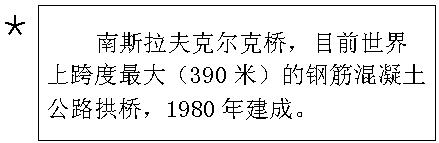 *
南斯拉夫克尔克桥，目前世界
上跨度最大（390 米）的钢筋混凝土
公路拱桥，1980 年建成。